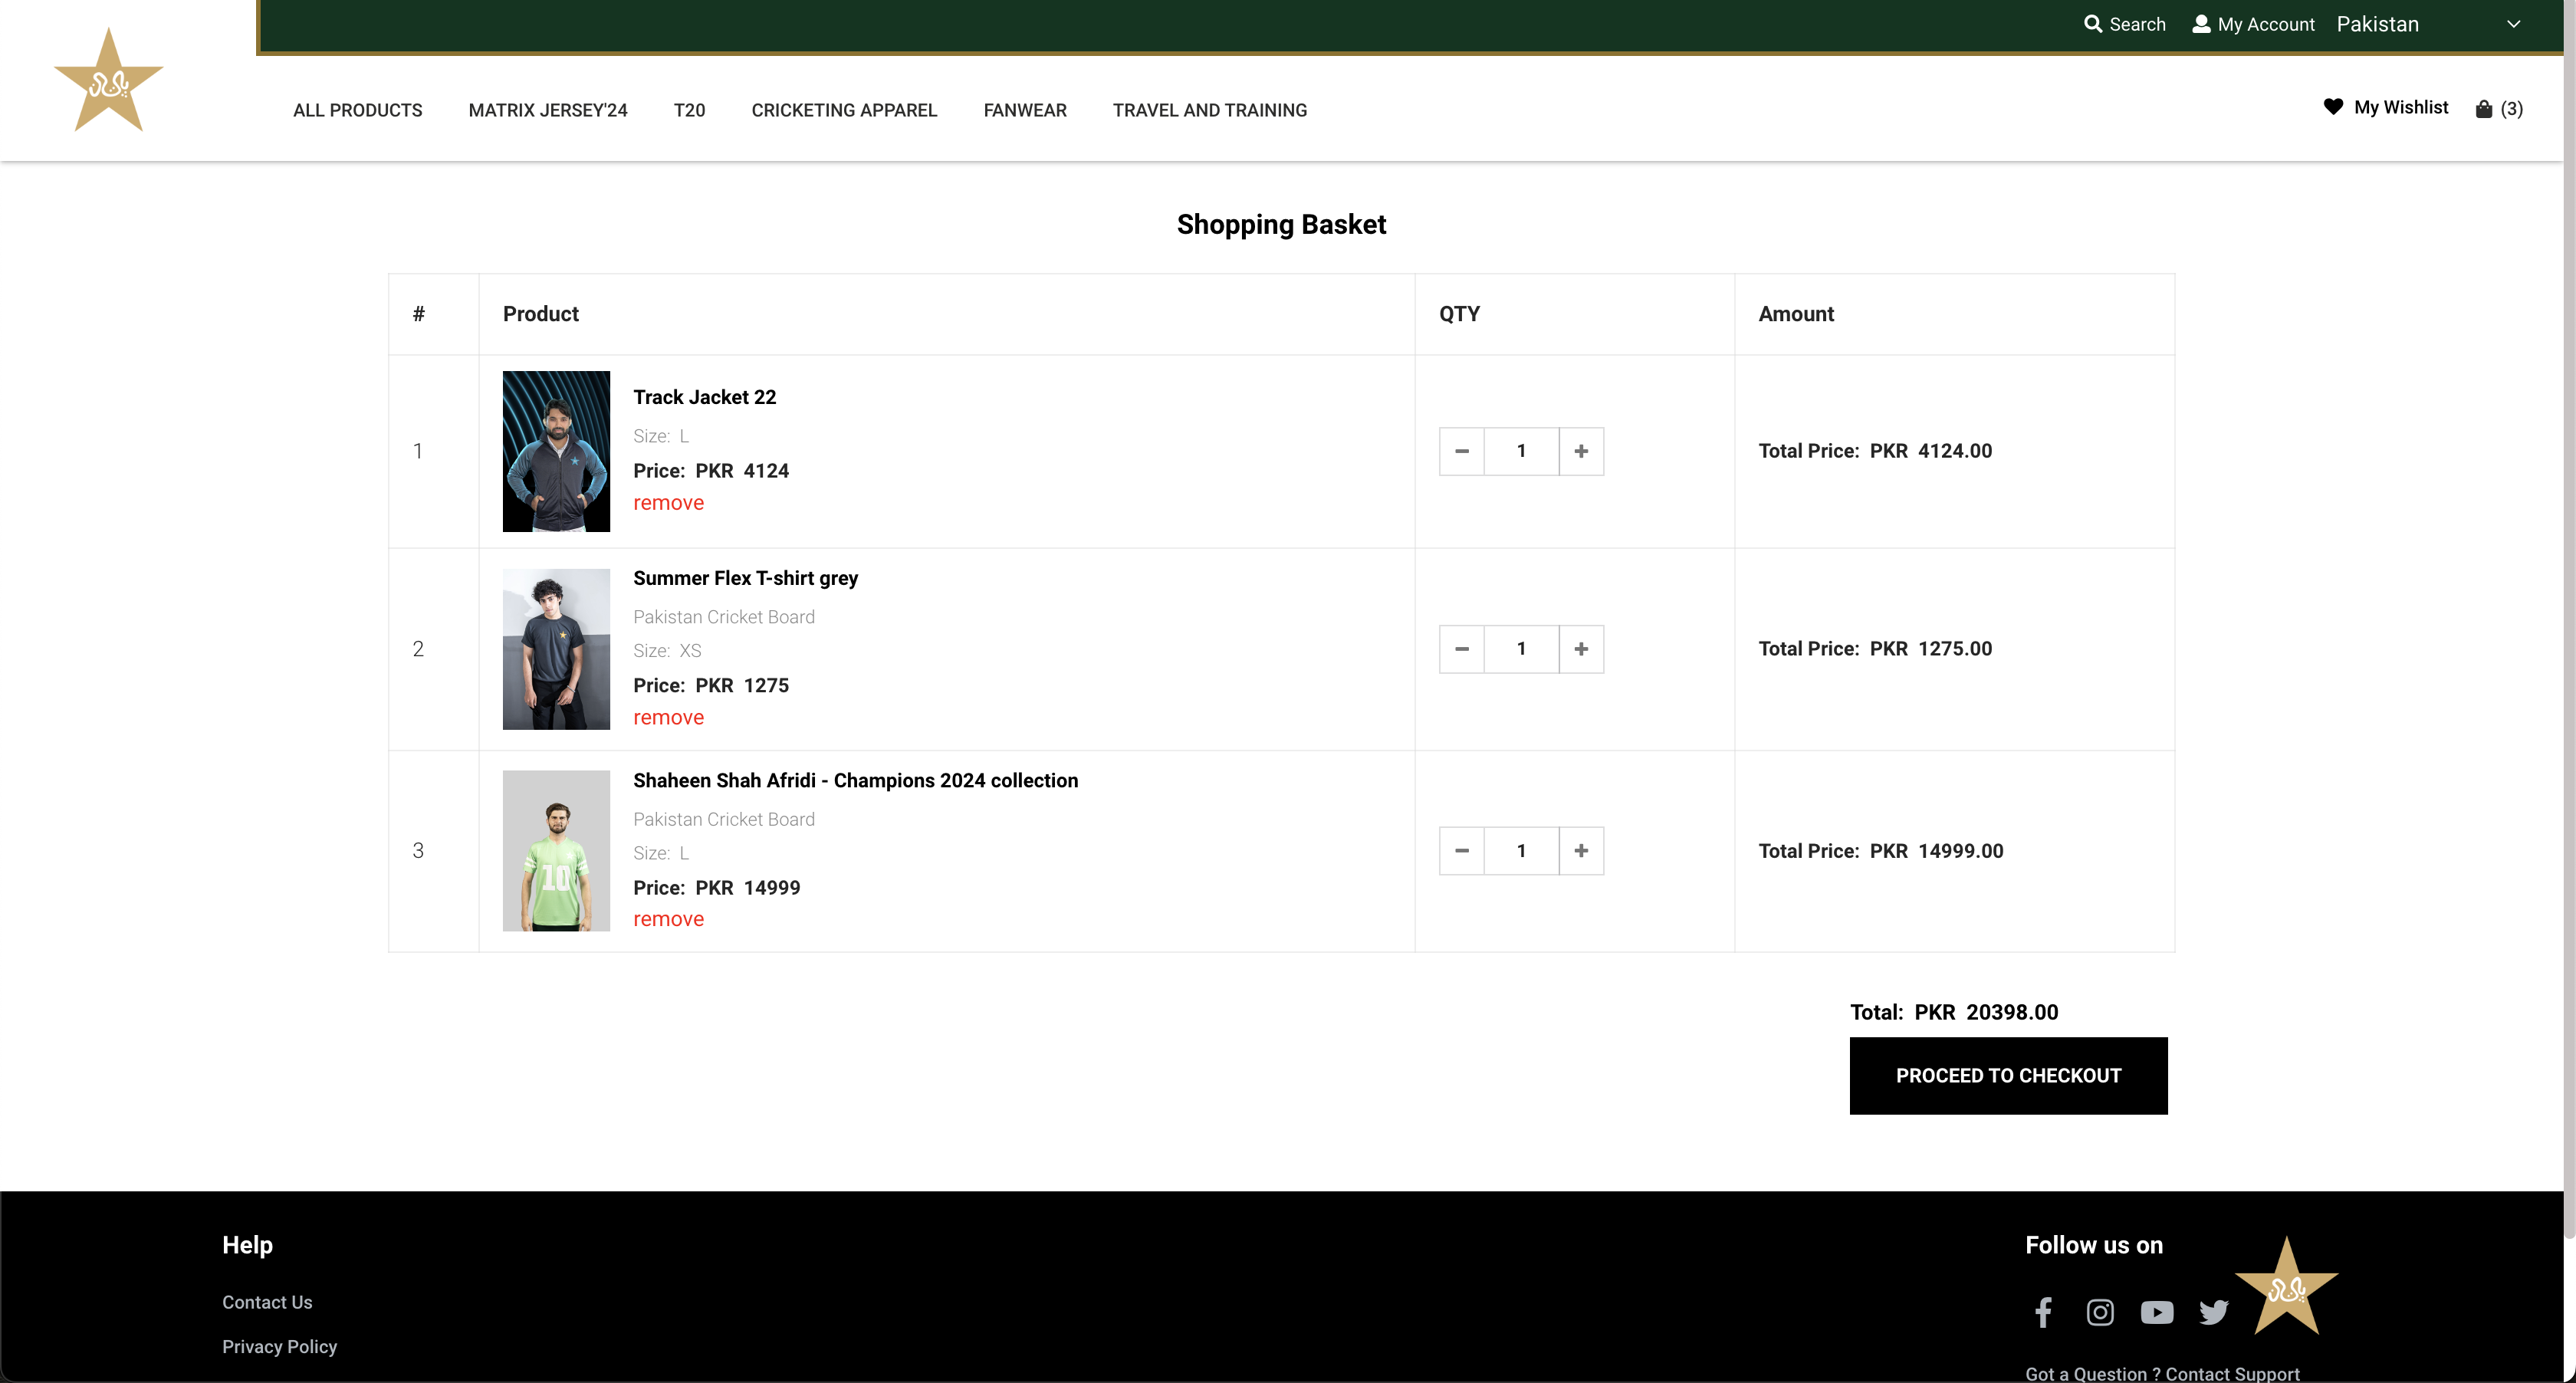 Search My Account Pakistan
ALL PRODUCTS MATRIX JERSEY'24 T20 CRICKETING APPAREL FANWEAR TRAVEL AND TRAINING My Wishlist (3)
Shopping Basket
# Product QTY Amount
1
Track Jacket 22
Size: L
Price: PKR 4124
remove
1
Total Price: PKR 4124.00
2
Summer Flex T-shirt grey
Pakistan Cricket Board
Size: XS
Price: PKR 1275
remove
1
Total Price: PKR 1275.00
3
Shaheen Shah Afridi - Champions 2024 collection
Pakistan Cricket Board
Size: L
Price: PKR 14999
remove
10
1
Total Price: PKR 14999.00
Total: PKR 20398.00
PROCEED TO CHECKOUT
Help
Contact Us
Privacy Policy
Follow us on
Got a Question ? Contact Support